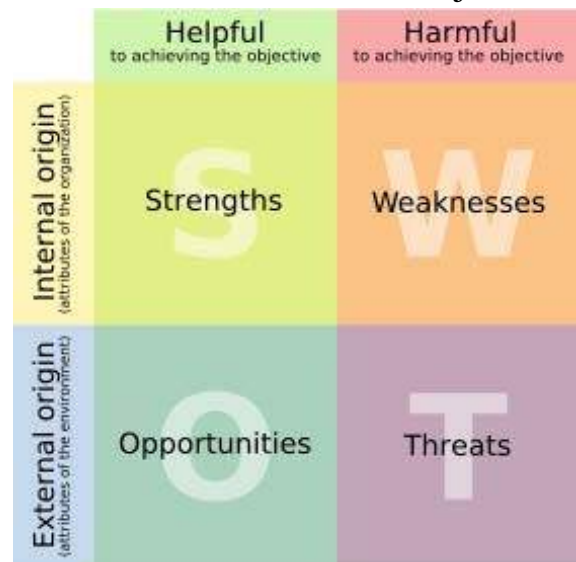 Helpful
to achieving the objective
Harmful
to achieving the objective
Internal origin
(attributes of the organization)
S
Strengths
W
Weaknesses
External origin
(attributes of the environment)
O
Opportunities
T
Threats